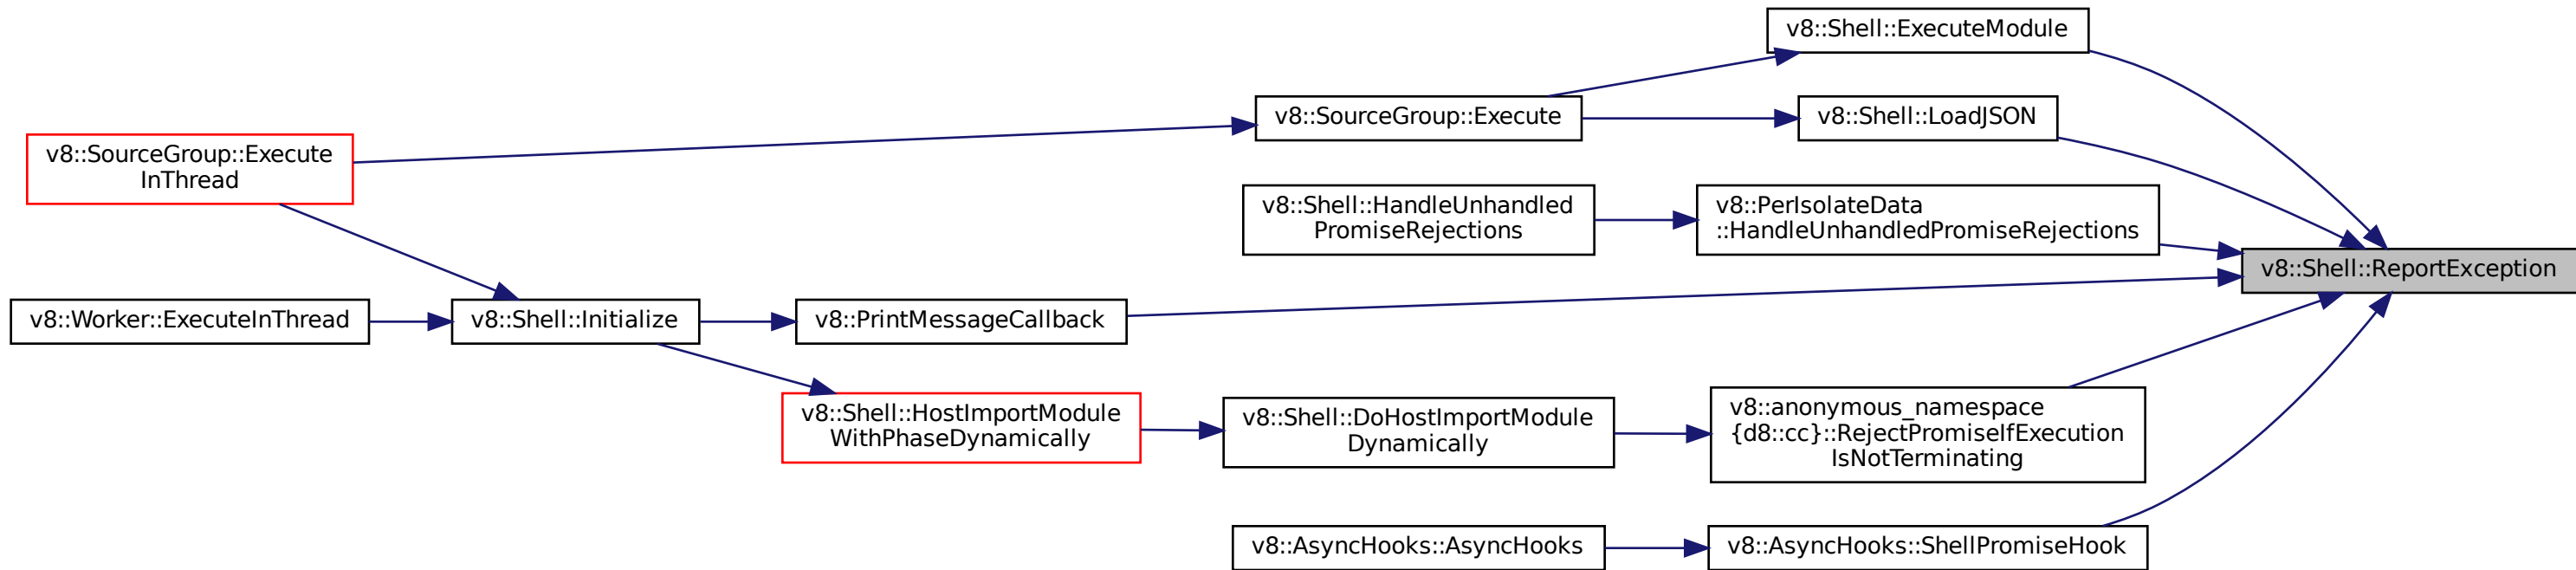 v8::Shell::ExecuteModule
v8::SourceGroup::Execute
v8::Shell::LoadJSON
v8::SourceGroup::Execute
InThread
v8::Shell::HandleUnhandled
PromiseRejections
v8::PerIsolateData
::HandleUnhandledPromiseRejections
v8::Shell::ReportException
v8::Worker::ExecuteInThread
v8::Shell::Initialize
v8::PrintMessageCallback
v8::Shell::HostImportModule
WithPhaseDynamically
v8::Shell::DoHostImportModule
Dynamically
v8::anonymous_namespace
{d8::cc}::RejectPromiseIfExecution
IsNotTerminating
v8::AsyncHooks::AsyncHooks
v8::AsyncHooks::ShellPromiseHook